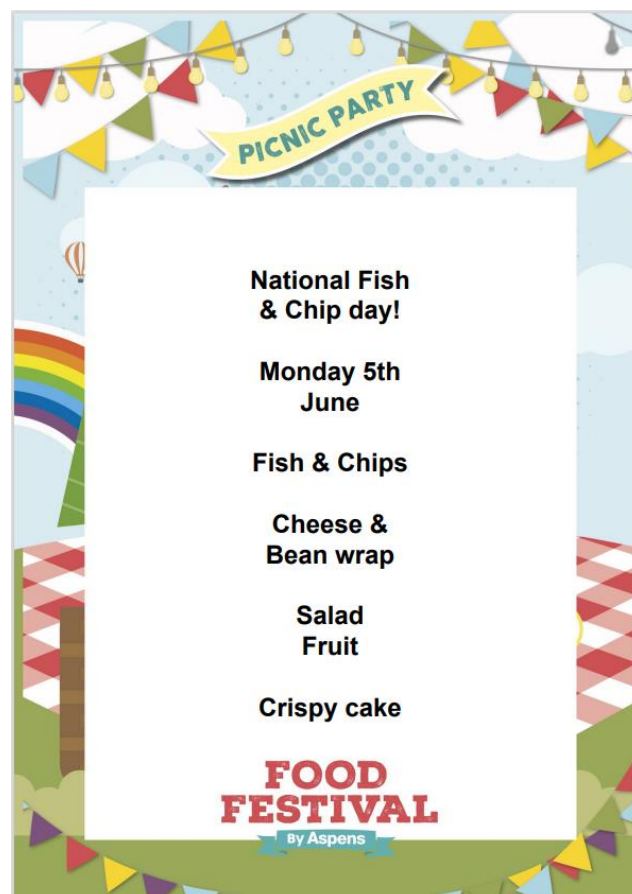 PICNIC PARTY
National Fish
& Chip day!
Monday 5th
June
Fish & Chips
Cheese &
Bean wrap
Salad
Fruit
Crispy cake
FOOD
FESTIVAL
By Aspens